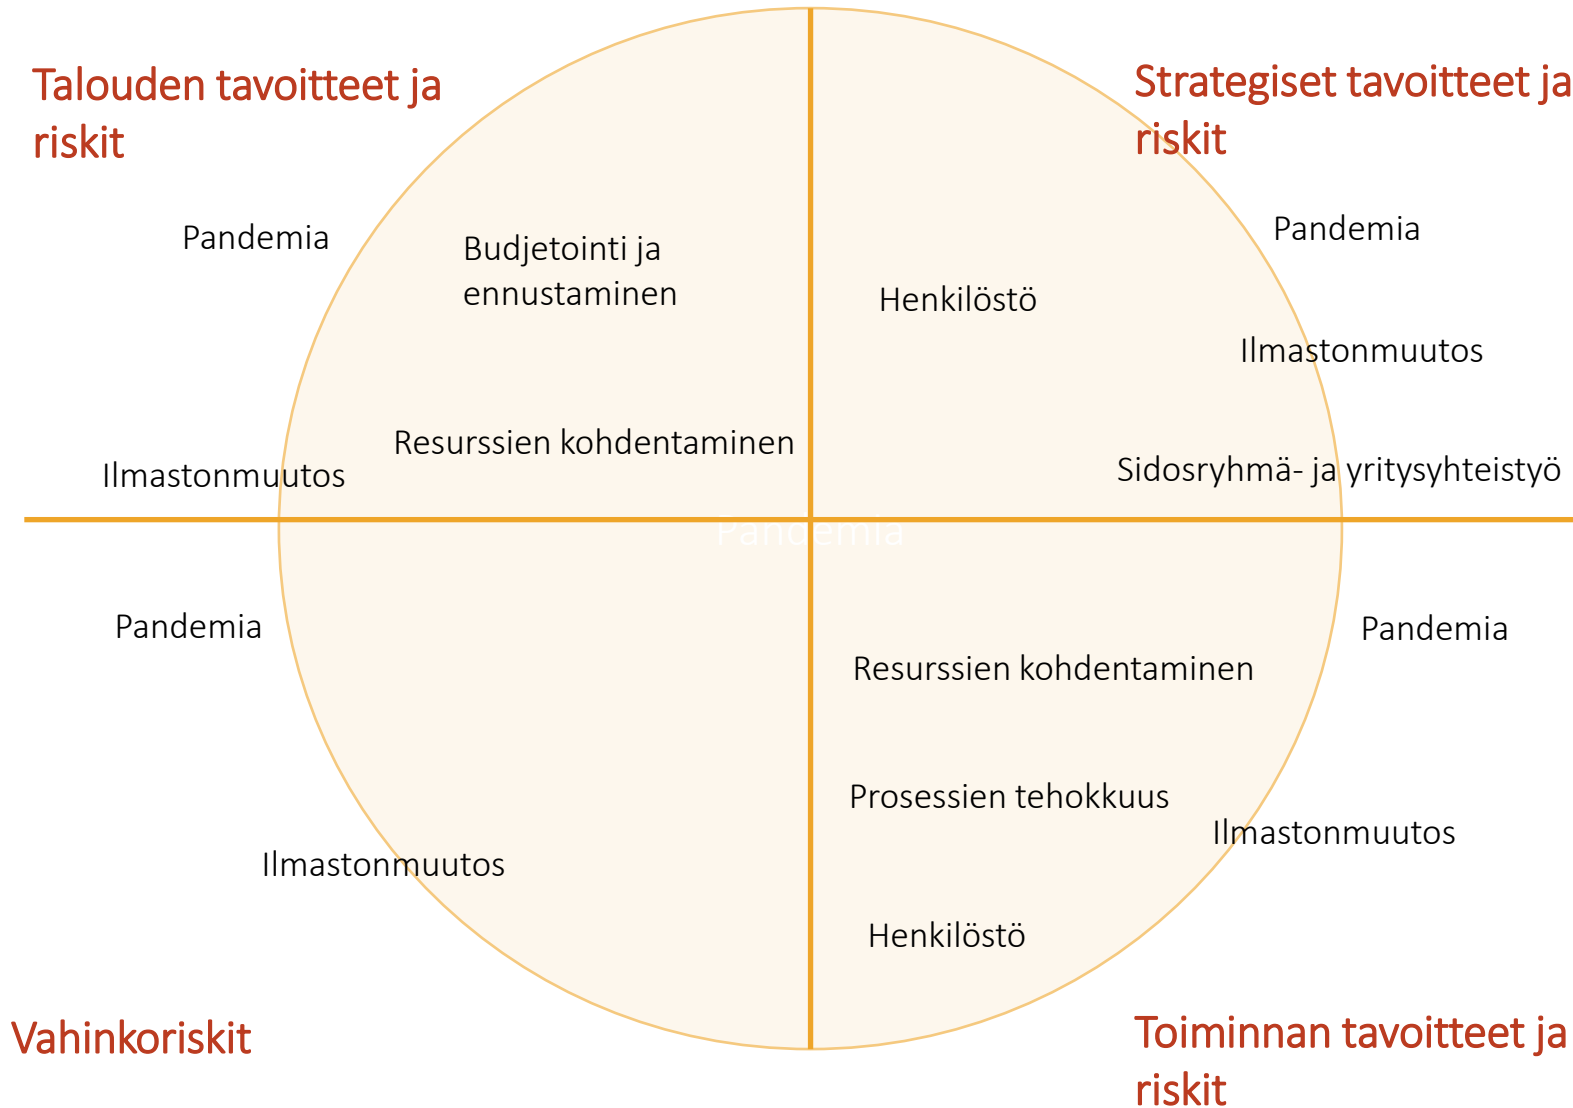 Talouden tavoitteet ja
riskit
Pandemia
Budjetointi ja
ennustaminen
Resurssien kohdentaminen
Ilmastonmuutos
Strategiset tavoitteet ja
riskit
Pandemia
Henkilöstö
Ilmastonmuutos
Sidosryhmä- ja yritysyhteistyö
Pandemia
Pandemia
Ilmastonmuutos
Vahinkoriskit
Pandemia
Resurssien kohdentaminen
Prosessien tehokkuus
Ilmastonmuutos
Henkilöstö
Toiminnan tavoitteet ja
riskit